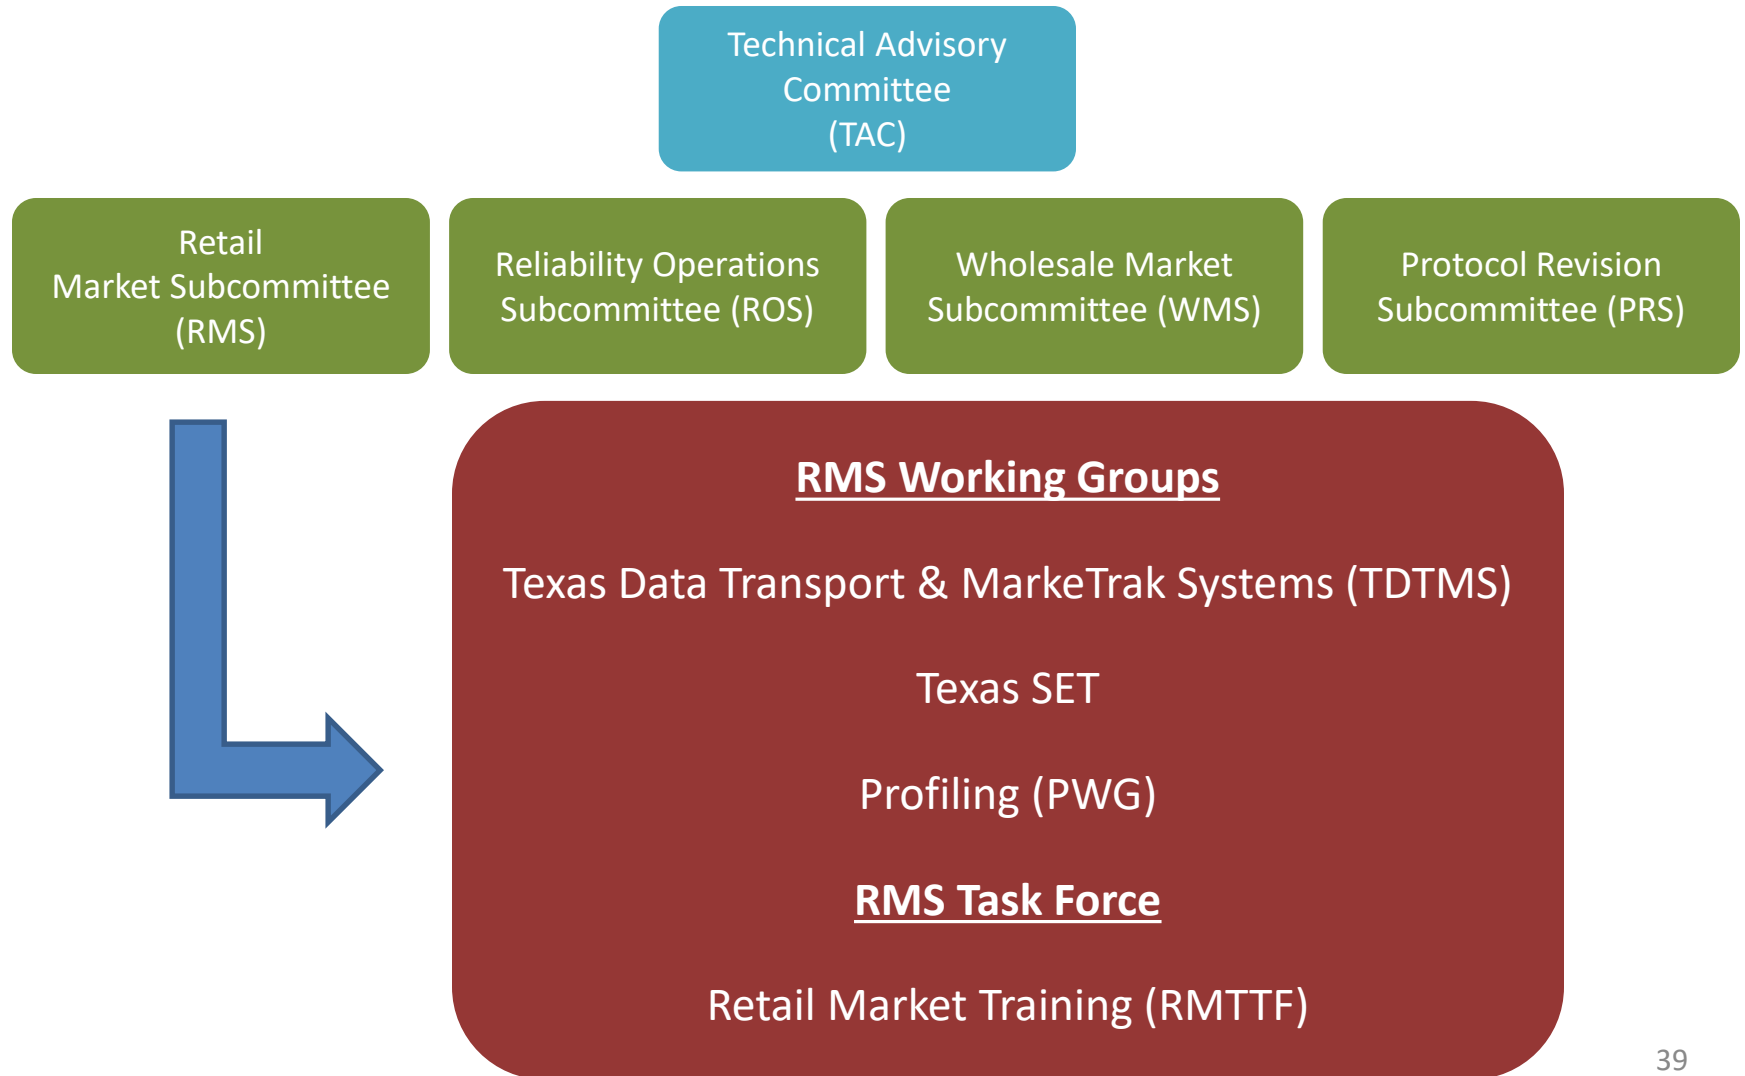 Technical Advisory
Committee
(TAC)
Retail
Market Subcommittee
(RMS)
Reliability Operations
Subcommittee (ROS)
Wholesale Market
Subcommittee (WMS)
Protocol Revision
Subcommittee (PRS)
RMS Working Groups
Texas Data Transport & MarkeTrak Systems (TDTMS)
Texas SET
Profiling (PWG)
RMS Task Force
Retail Market Training (RMTTF)
39